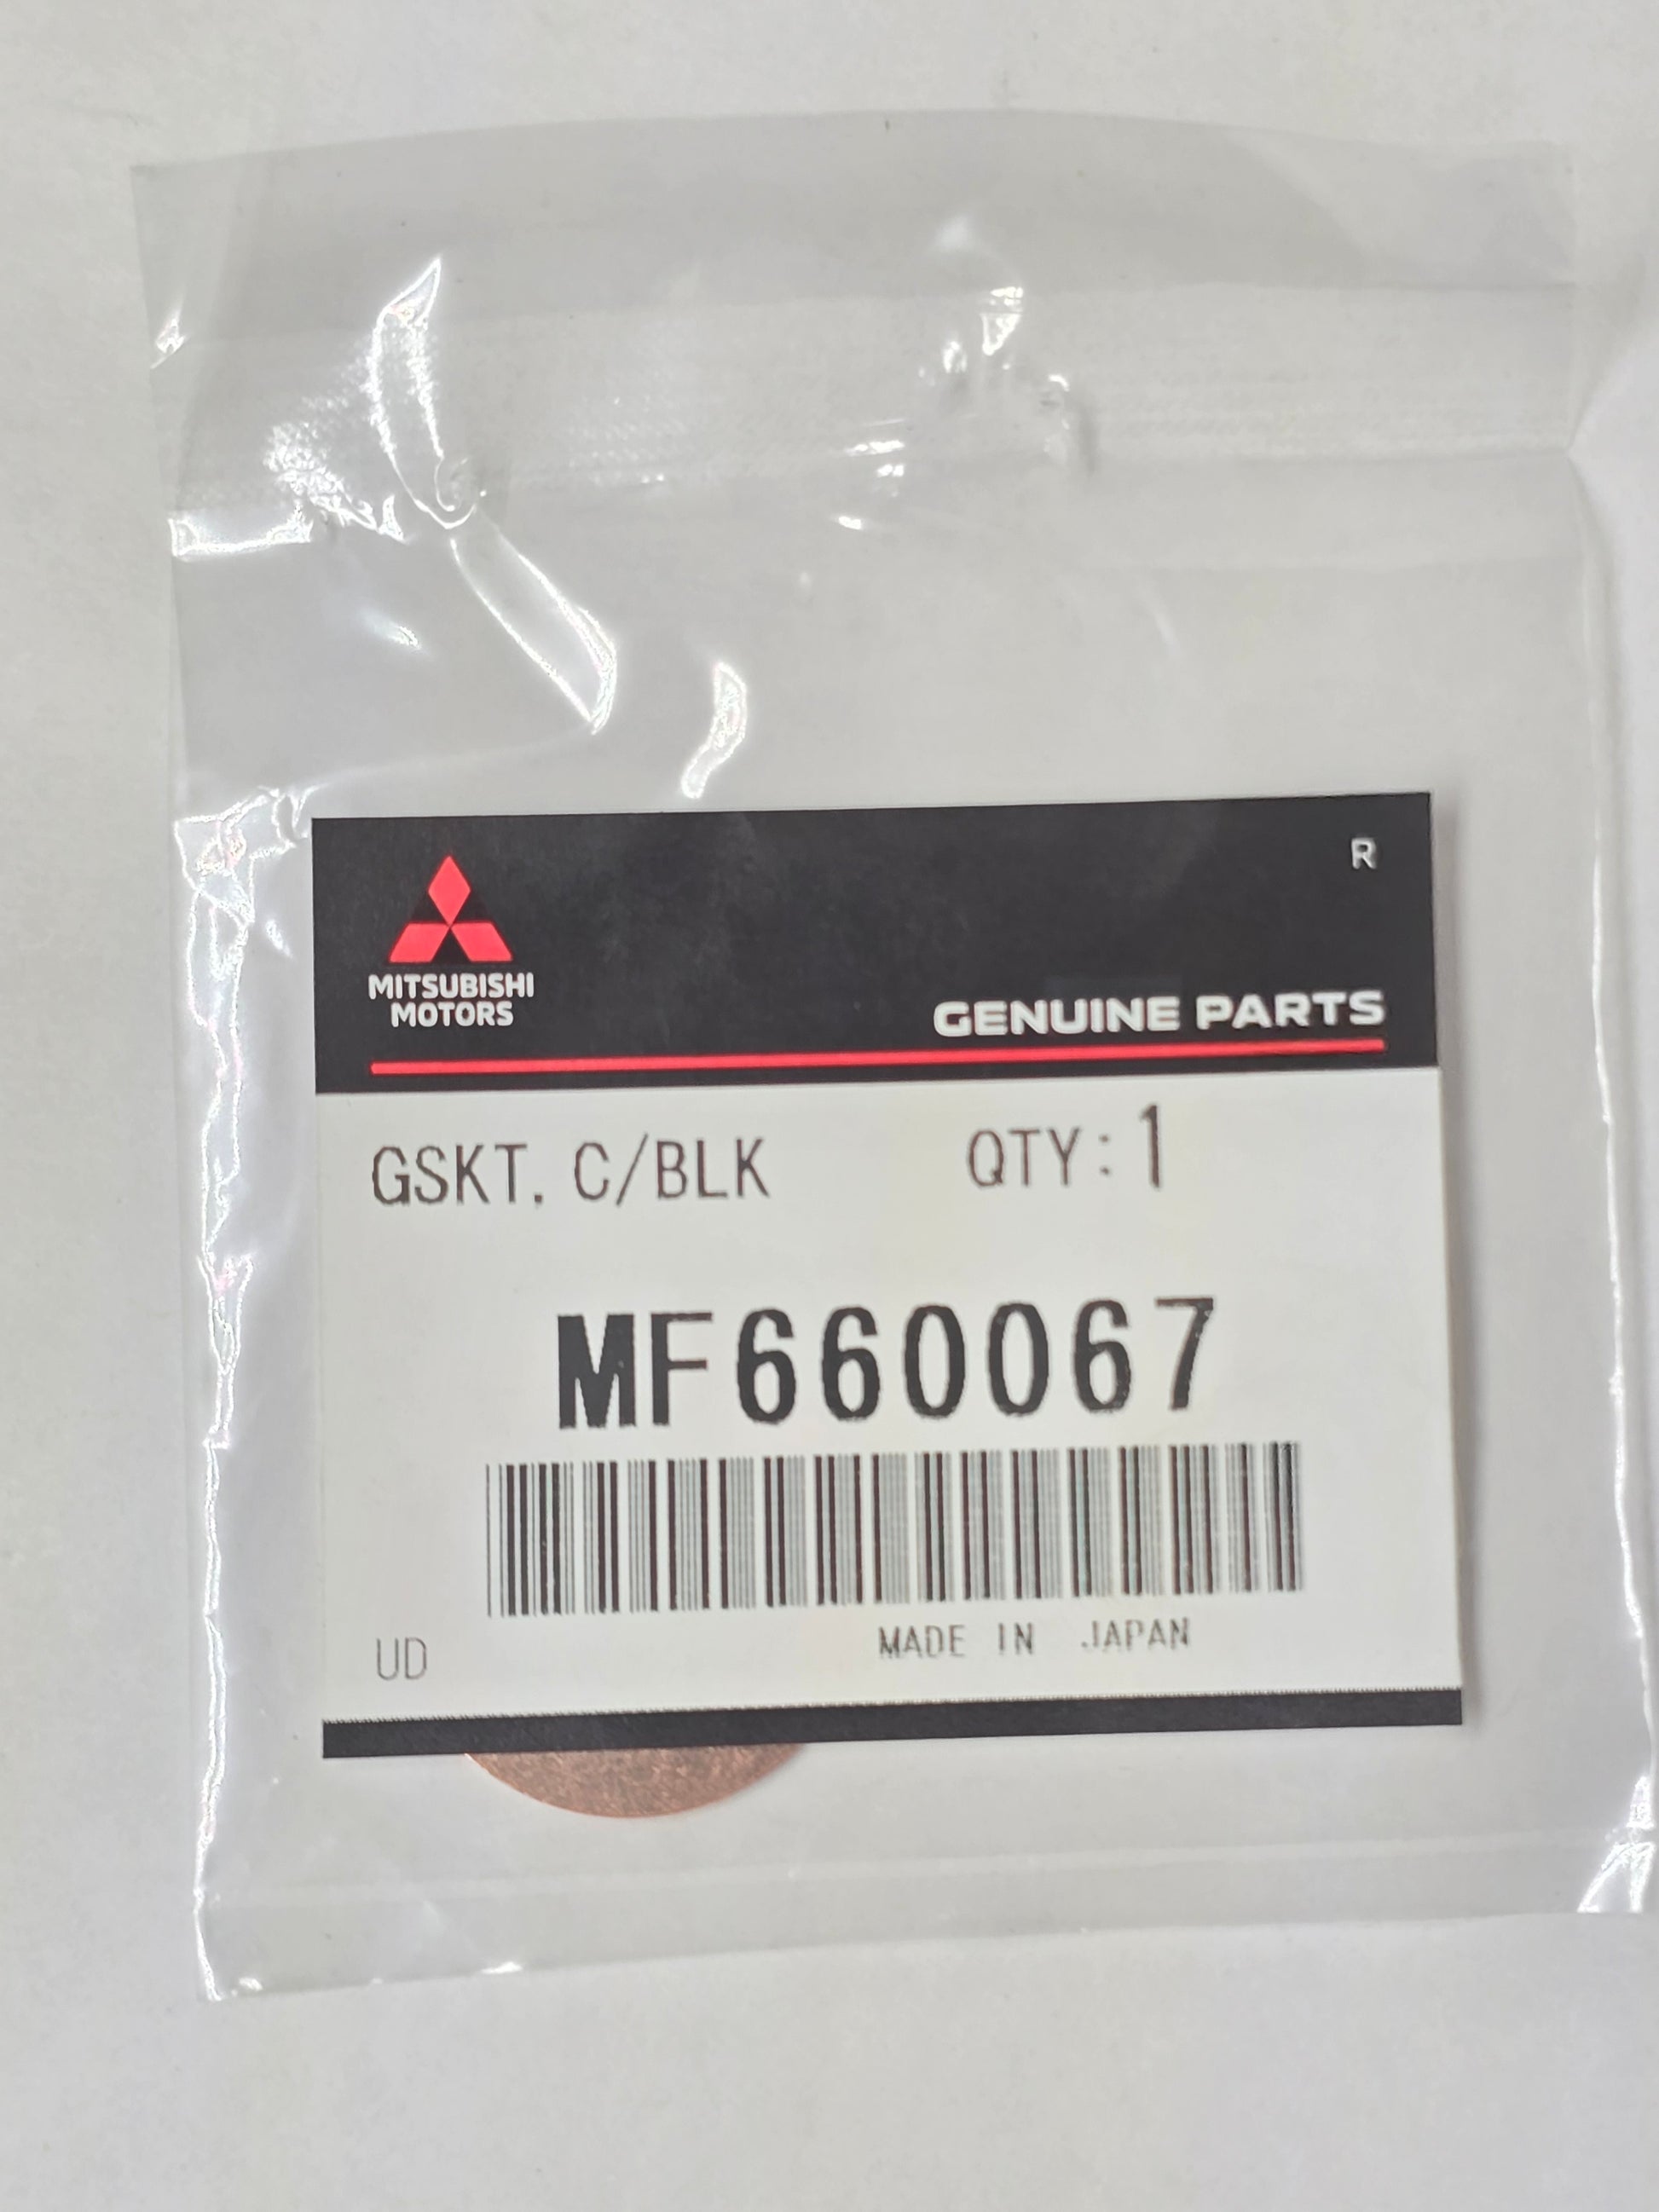 R
MITSUBISHI
MOTORS
GENUINE PARTS
GSKT, C/BLK QTY:1
MF660067
MADE IN JAPAN
UD